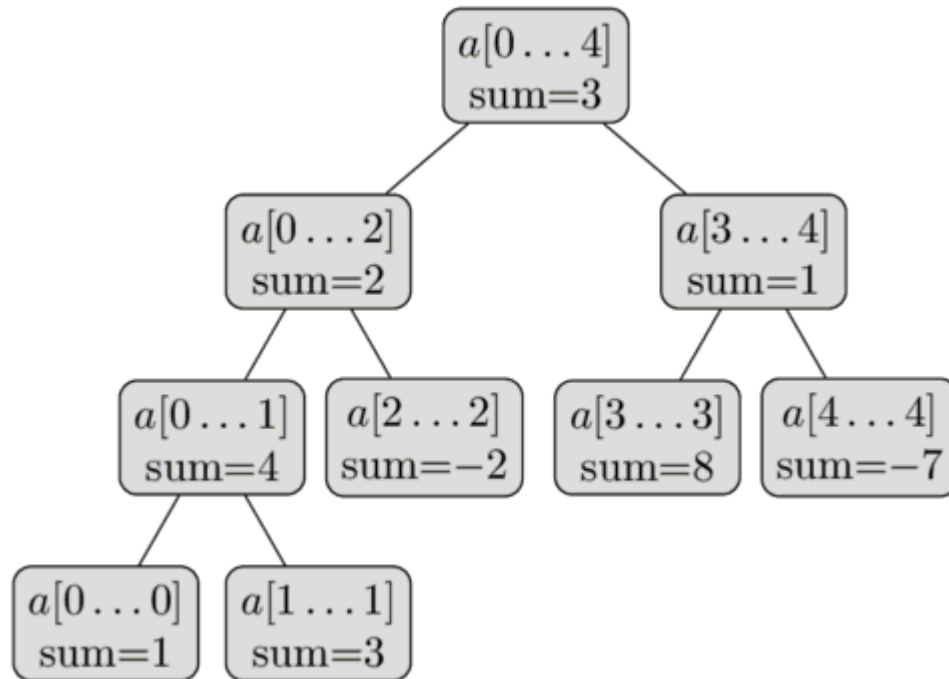 a[0 … 4]
sum=3
a[0 … 2]
sum=2
a[3 … 4]
sum=1
a[0 … 1]
sum=4
a[2 … 2]
sum=−2
a[3 … 3]
sum=8
a[4 … 4]
sum=−7
a[0 … 0]
sum=1
a[1 … 1]
sum=3